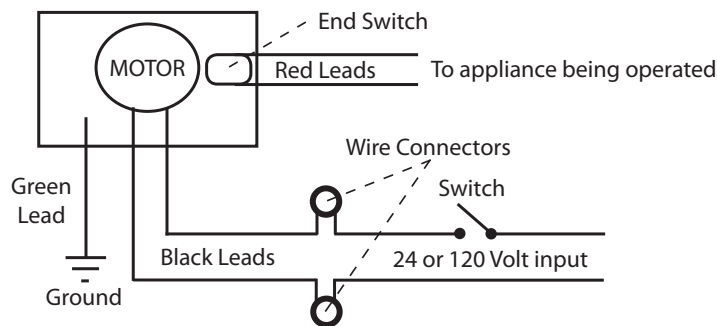 End Switch
MOTOR
Red Leads
To appliance being operated
Wire Connectors
Green
Lead
Switch
Black Leads
24 or 120 Volt input
Ground